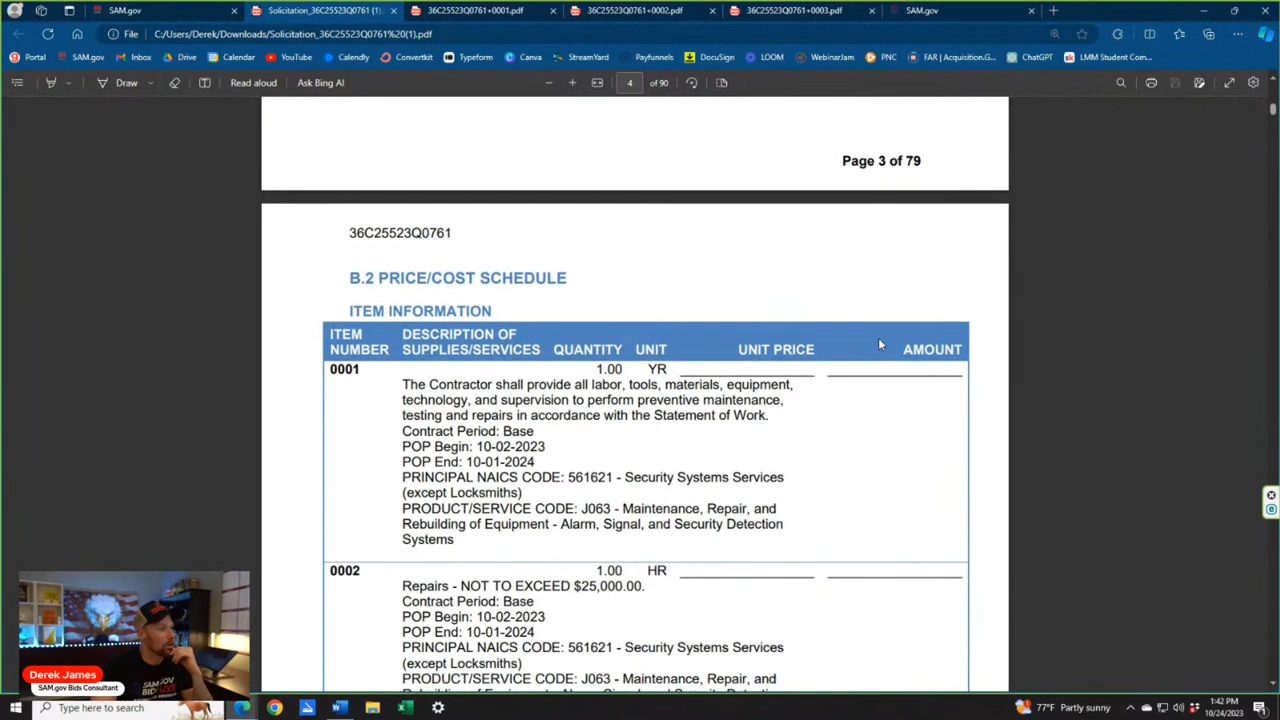 SAM.gov
Solicitation_36C25523Q0761 (1).pdf
36C25523Q0761+0001.pdf
36C25523Q0761+0002.pdf
36C25523Q0761+0003.pdf
SAM.gov
File
C:/Users/Derek/Downloads/Solicitation_36C25523Q0761%20(1).pdf
Portal
SAM.gov
Inbox
Drive
Calendar
YouTube
Calendly
Convertkit
Typeform
Canva
StreamYard
Payfunnels
DocuSign
LOOM
WebinarJam
PNC
FAR | Acquisition.G...
ChatGPT
LMM Student Com...
Draw
Read aloud
Ask Bing AI
4 of 90
Page 3 of 79
36C25523Q0761
B.2 PRICE/COST SCHEDULE
ITEM INFORMATION
ITEM NUMBER
DESCRIPTION OF SUPPLIES/SERVICES
QUANTITY
UNIT
UNIT PRICE
AMOUNT
0001
1.00
YR
The Contractor shall provide all labor, tools, materials, equipment,
technology, and supervision to perform preventive maintenance,
testing and repairs in accordance with the Statement of Work.
Contract Period: Base
POP Begin: 10-02-2023
POP End: 10-01-2024
PRINCIPAL NAICS CODE: 561621 - Security Systems Services
(except Locksmiths)
PRODUCT/SERVICE CODE: J063 - Maintenance, Repair, and
Rebuilding of Equipment - Alarm, Signal, and Security Detection
Systems
0002
1.00
HR
Repairs - NOT TO EXCEED $25,000.00.
Contract Period: Base
POP Begin: 10-02-2023
POP End: 10-01-2024
PRINCIPAL NAICS CODE: 561621 - Security Systems Services
(except Locksmiths)
PRODUCT/SERVICE CODE: J063 - Maintenance, Repair, and
Derek James
SAM.gov Bids Consultant
SAM.GOV
BIDS
Type here to search
77°F Partly sunny
1:42 PM
10/24/2023